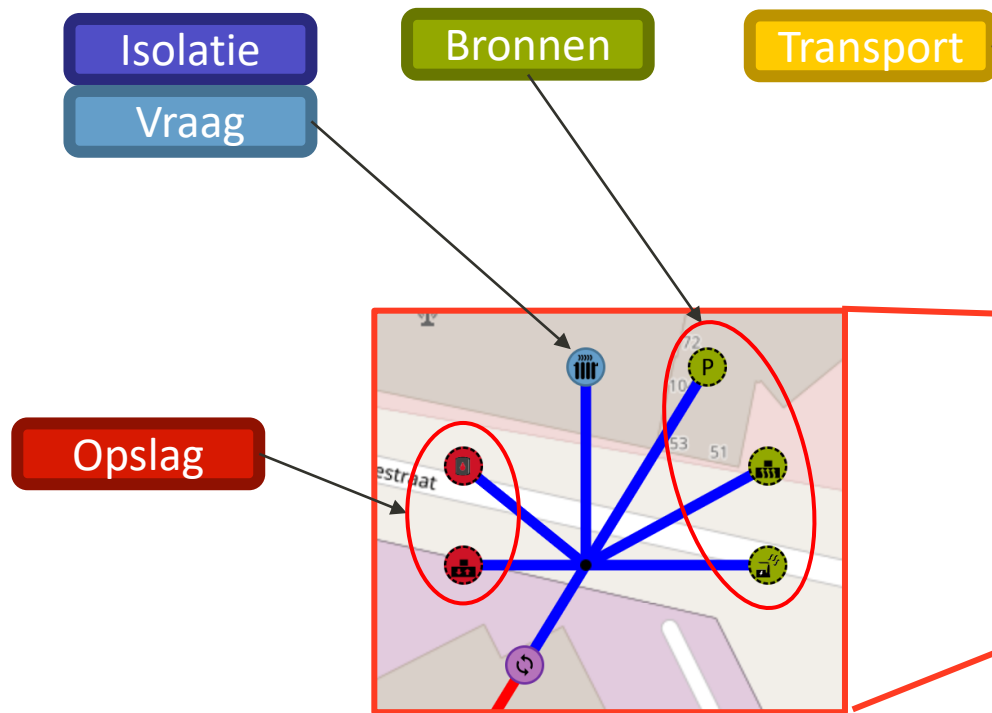 Isolatie
Bronnen
Transport
Vraag
72
P
10
53
51
Opslag
estraat